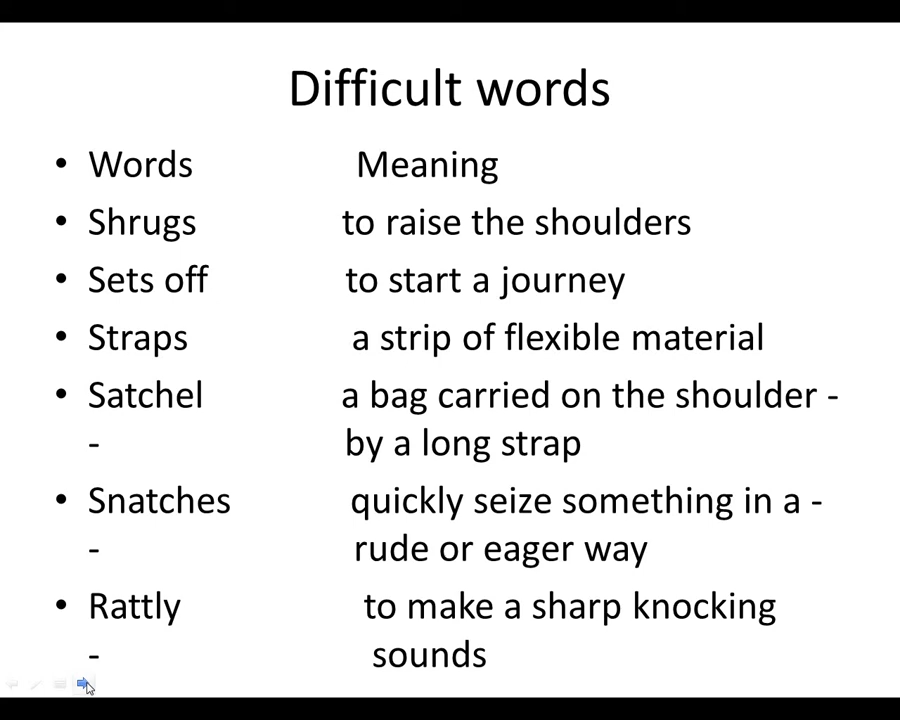 Difficult words
• Words Meaning
• Shrugs to raise the shoulders
• Sets off to start a journey
• Straps a strip of flexible material
• Satchel a bag carried on the shoulder -
- by a long strap
• Snatches quickly seize something in a -
- rude or eager way
• Rattly to make a sharp knocking
- sounds